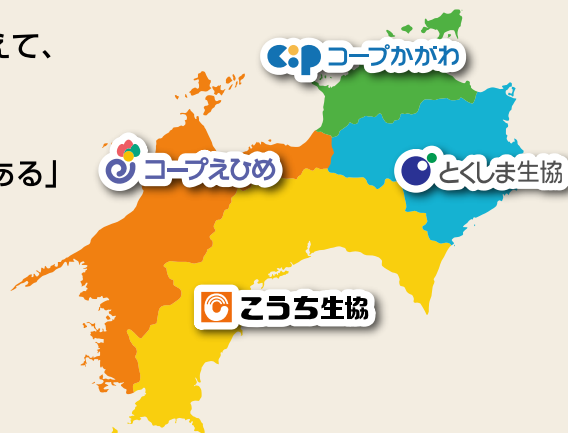 えて、
コープかがわ
ある」
コープえひめ
とくしま生協
こうち生協